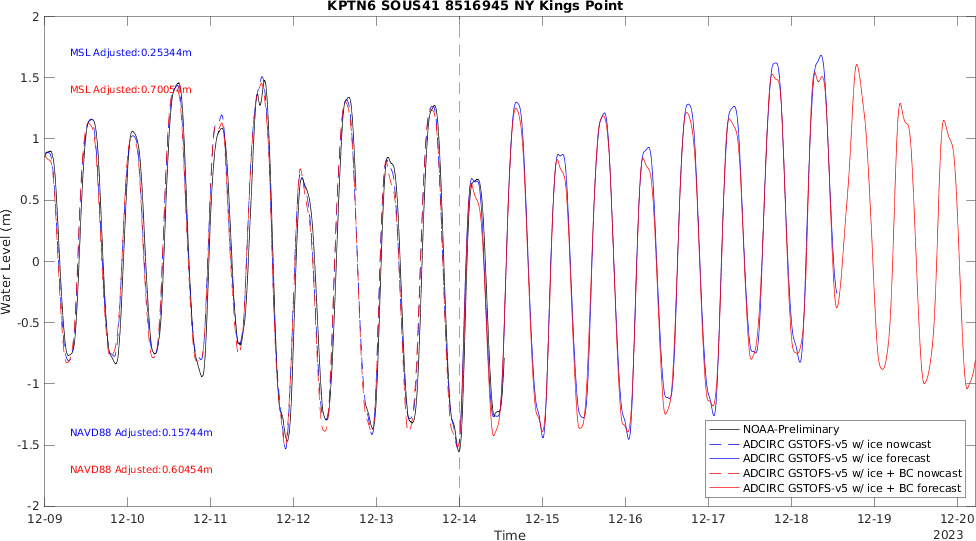 KPTN6 SOUS41 8516945 NY Kings Point
2
1.5
1
0.5
0
-0.5
-1
-1.5
-2
Water Level (m)
MSL Adjusted:0.25344m
MSL Adjusted:0.70051m
NAVD88 Adjusted:0.15744m
NAVD88 Adjusted:0.60454m
NOAA-Preliminary
ADCIRC GSTOFS-v5 w/ ice nowcast
ADCIRC GSTOFS-v5 w/ ice forecast
ADCIRC GSTOFS-v5 w/ ice + BC nowcast
ADCIRC GSTOFS-v5 w/ ice + BC forecast
12-09 12-10 12-11 12-12 12-13 12-14 12-15 12-16 12-17 12-18 12-19 12-20
Time
2023